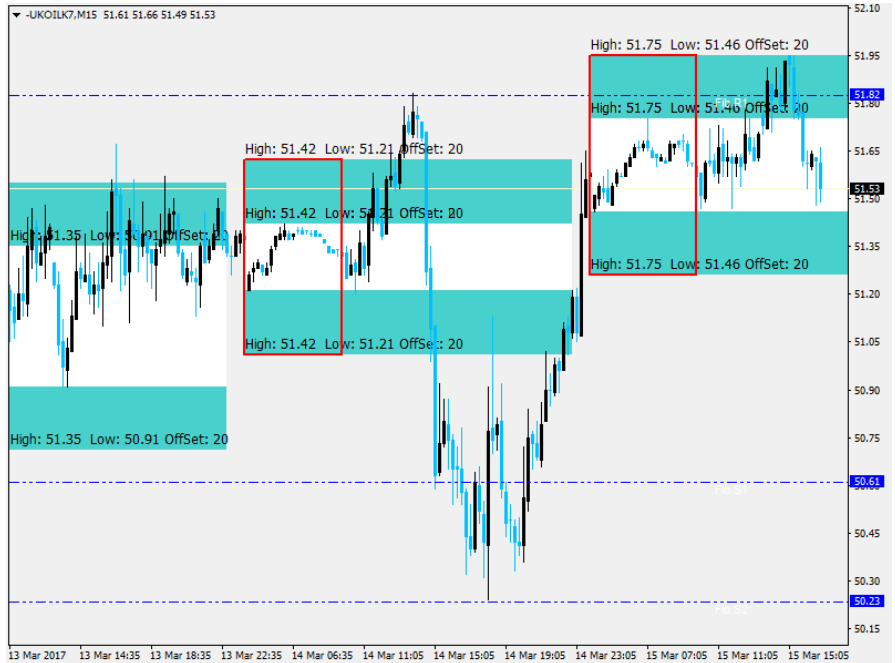 -UKOILK7,M15 51.61 51.66 51.49 51.53
52.10
High: 51.75 Low: 51.46 OffSet: 20
51.95
51.82
Fib R1
51.80
High: 51.75 Low: 51.46 OffSet: 20
High: 51.42 Low: 51.21 OffSet: 20
51.65
51.53
51.50
High: 51.42 Low: 51.21 OffSet: 20
High: 51.35 Low: 50.91 OffSet: 20
51.35
High: 51.75 Low: 51.46 OffSet: 20
51.20
51.05
High: 51.42 Low: 51.21 OffSet: 20
50.90
50.75
High: 51.35 Low: 50.91 OffSet: 20
50.61
Fib S1
50.45
50.30
50.23
Fib S2
50.15
13 Mar 2017 13 Mar 14:35 13 Mar 18:35 13 Mar 22:35 14 Mar 06:35 14 Mar 11:05 14 Mar 15:05 14 Mar 19:05 14 Mar 23:05 15 Mar 07:05 15 Mar 11:05 15 Mar 15:05